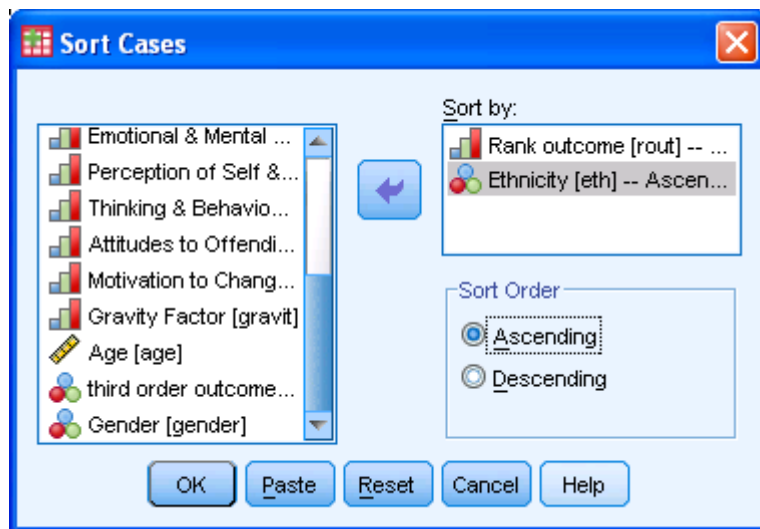 Sort Cases
Emotional & Mental ...
Perception of Self &...
Thinking & Behavio...
Attitudes to Offendi...
Motivation to Chang...
Gravity Factor [gravit]
Age [age]
third order outcome...
Gender [gender]
Sort by:
Rank outcome [rout] -- ...
Ethnicity [eth] -- Ascen...
Sort Order
Ascending
Descending
OK
Paste
Reset
Cancel
Help